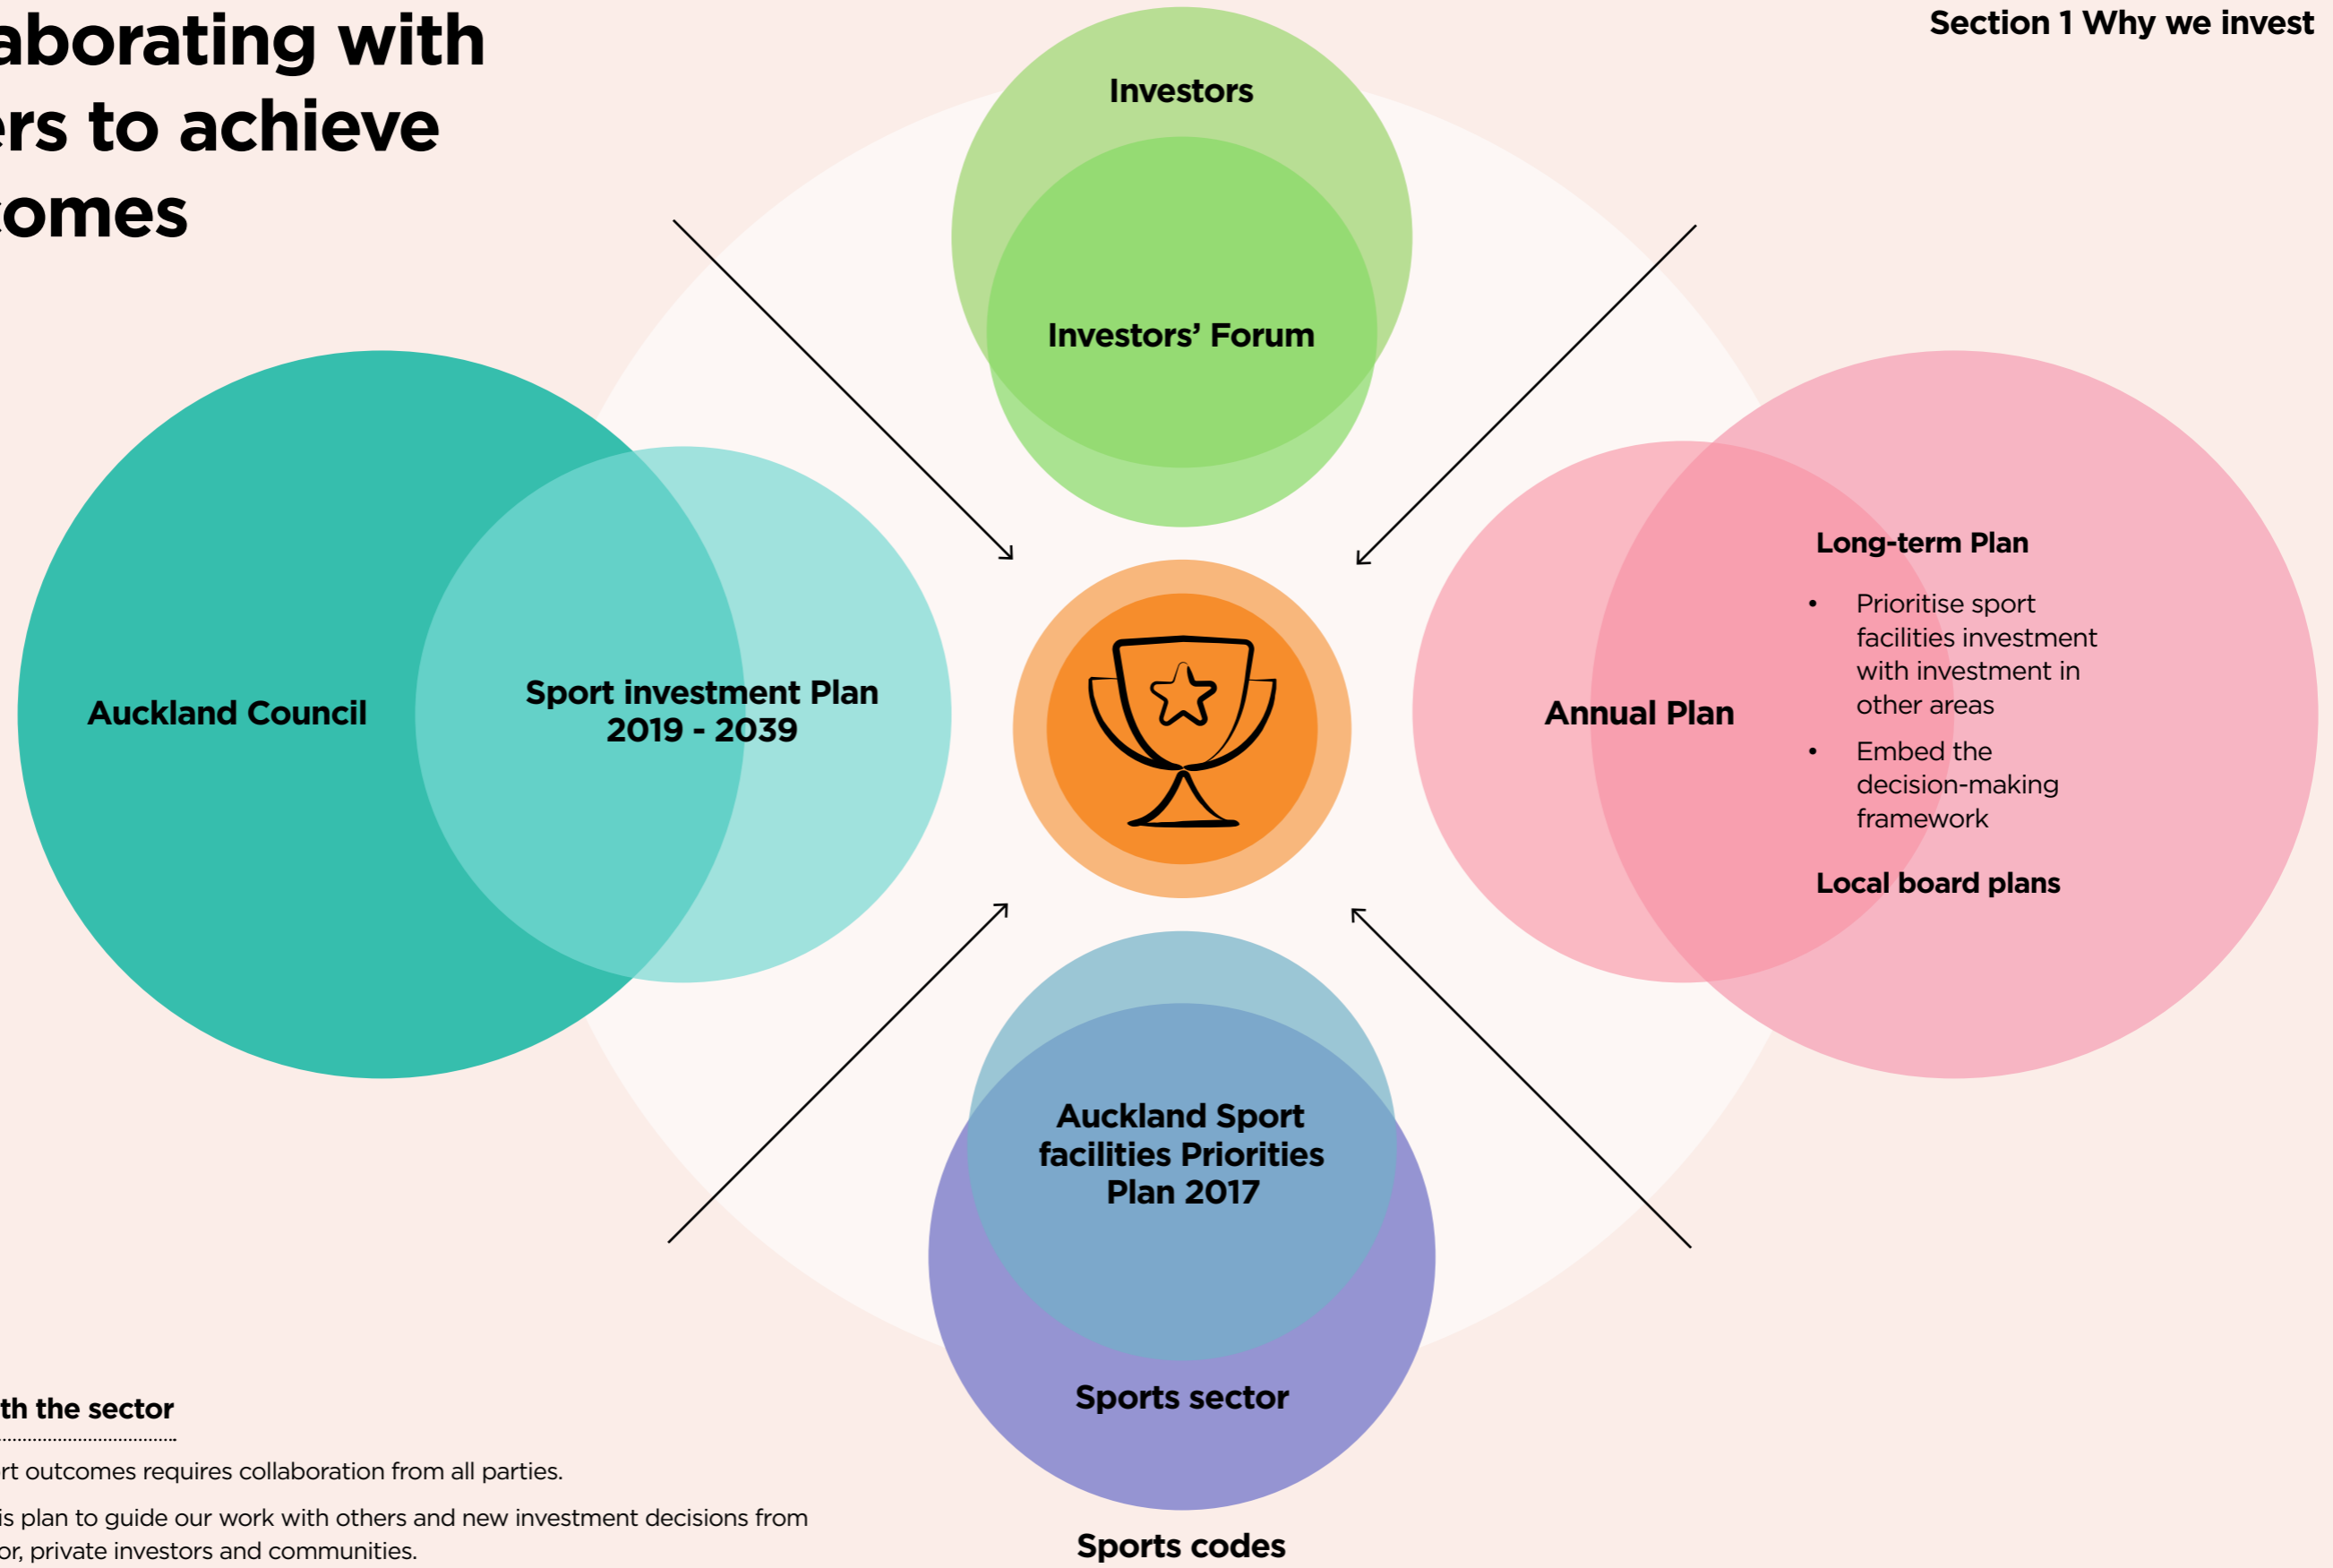 aborating with
ers to achieve
comes
Section 1 Why we invest
Investors
Investors’ Forum
Auckland Council
Sport investment Plan
2019 - 2039
Annual Plan
Long-term Plan
• Prioritise sport
facilities investment
with investment in
other areas
• Embed the
decision-making
framework
Local board plans
Auckland Sport
facilities Priorities
Plan 2017
Sports sector
Sports codes
th the sector
rt outcomes requires collaboration from all parties.
is plan to guide our work with others and new investment decisions from
or, private investors and communities.